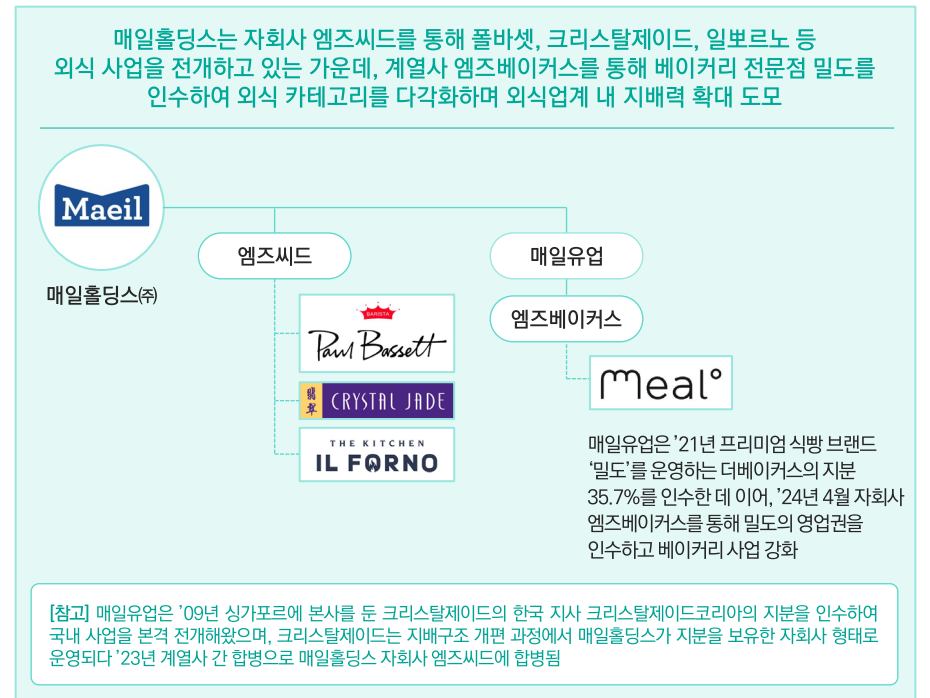 매일홀딩스는 자회사 엠즈씨드를 통해 폴바셋, 크리스탈제이드, 일뽀르노 등
외식 사업을 전개하고 있는 가운데, 계열사 엠즈베이커스를 통해 베이커리 전문점 밀도를
인수하여 외식 카테고리를 다각화하며 외식업계 내 지배력 확대 도모
Maeil
매일홀딩스㈜
엠즈씨드
매일유업
엠즈베이커스
BARISTA
Paul Bassett
翡翠 CRYSTAL JADE
THE KITCHEN
IL FORNO
meal°
매일유업은 ’21년 프리미엄 식빵 브랜드
‘밀도’를 운영하는 더베이커스의 지분
35.7%를 인수한 데 이어, ’24년 4월 자회사
엠즈베이커스를 통해 밀도의 영업권을
인수하고 베이커리 사업 강화
[참고] 매일유업은 ’09년 싱가포르에 본사를 둔 크리스탈제이드의 한국 지사 크리스탈제이드코리아의 지분을 인수하여
국내 사업을 본격 전개해왔으며, 크리스탈제이드는 지배구조 개편 과정에서 매일홀딩스가 지분을 보유한 자회사 형태로
운영되다 ’23년 계열사 간 합병으로 매일홀딩스 자회사 엠즈씨드에 합병됨